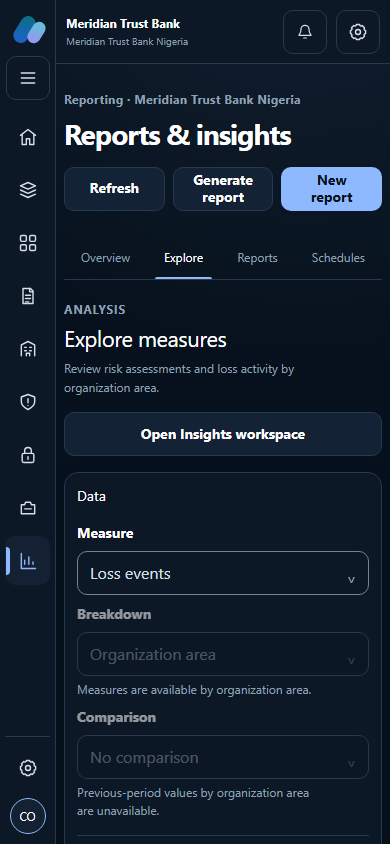 Meridian Trust Bank
Meridian Trust Bank Nigeria
Reporting · Meridian Trust Bank Nigeria
Reports & insights
Refresh
Generate
report
New
report
Overview
Explore
Reports
Schedules
ANALYSIS
Explore measures
Review risk assessments and loss activity by
organization area.
Open Insights workspace
Data
Measure
Loss events
v
Breakdown
Organization area
v
Measures are available by organization area.
Comparison
No comparison
v
Previous-period values by organization area
are unavailable.
CO